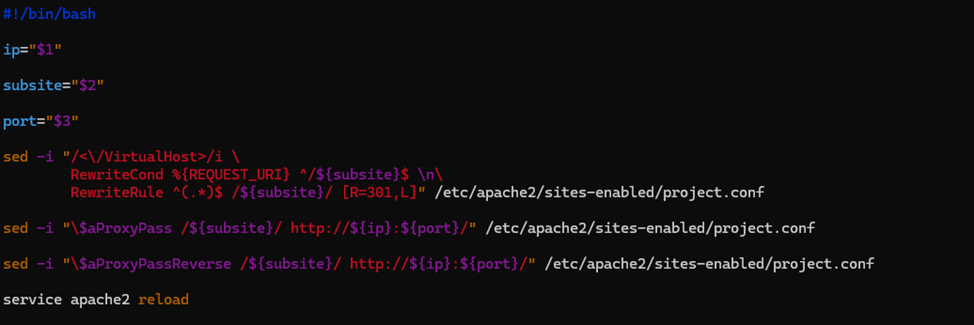 #!/bin/bash
ip="$1"
subsite="$2"
port="$3"
sed -i "/<\/VirtualHost>/i \
        RewriteCond %{REQUEST_URI} ^/${subsite}$ \n\
        RewriteRule ^(.*)$ /${subsite}/ [R=301,L]" /etc/apache2/sites-enabled/project.conf
sed -i "\$aProxyPass /${subsite}/ http://${ip}:${port}/" /etc/apache2/sites-enabled/project.conf
sed -i "\$aProxyPassReverse /${subsite}/ http://${ip}:${port}/" /etc/apache2/sites-enabled/project.conf
service apache2 reload